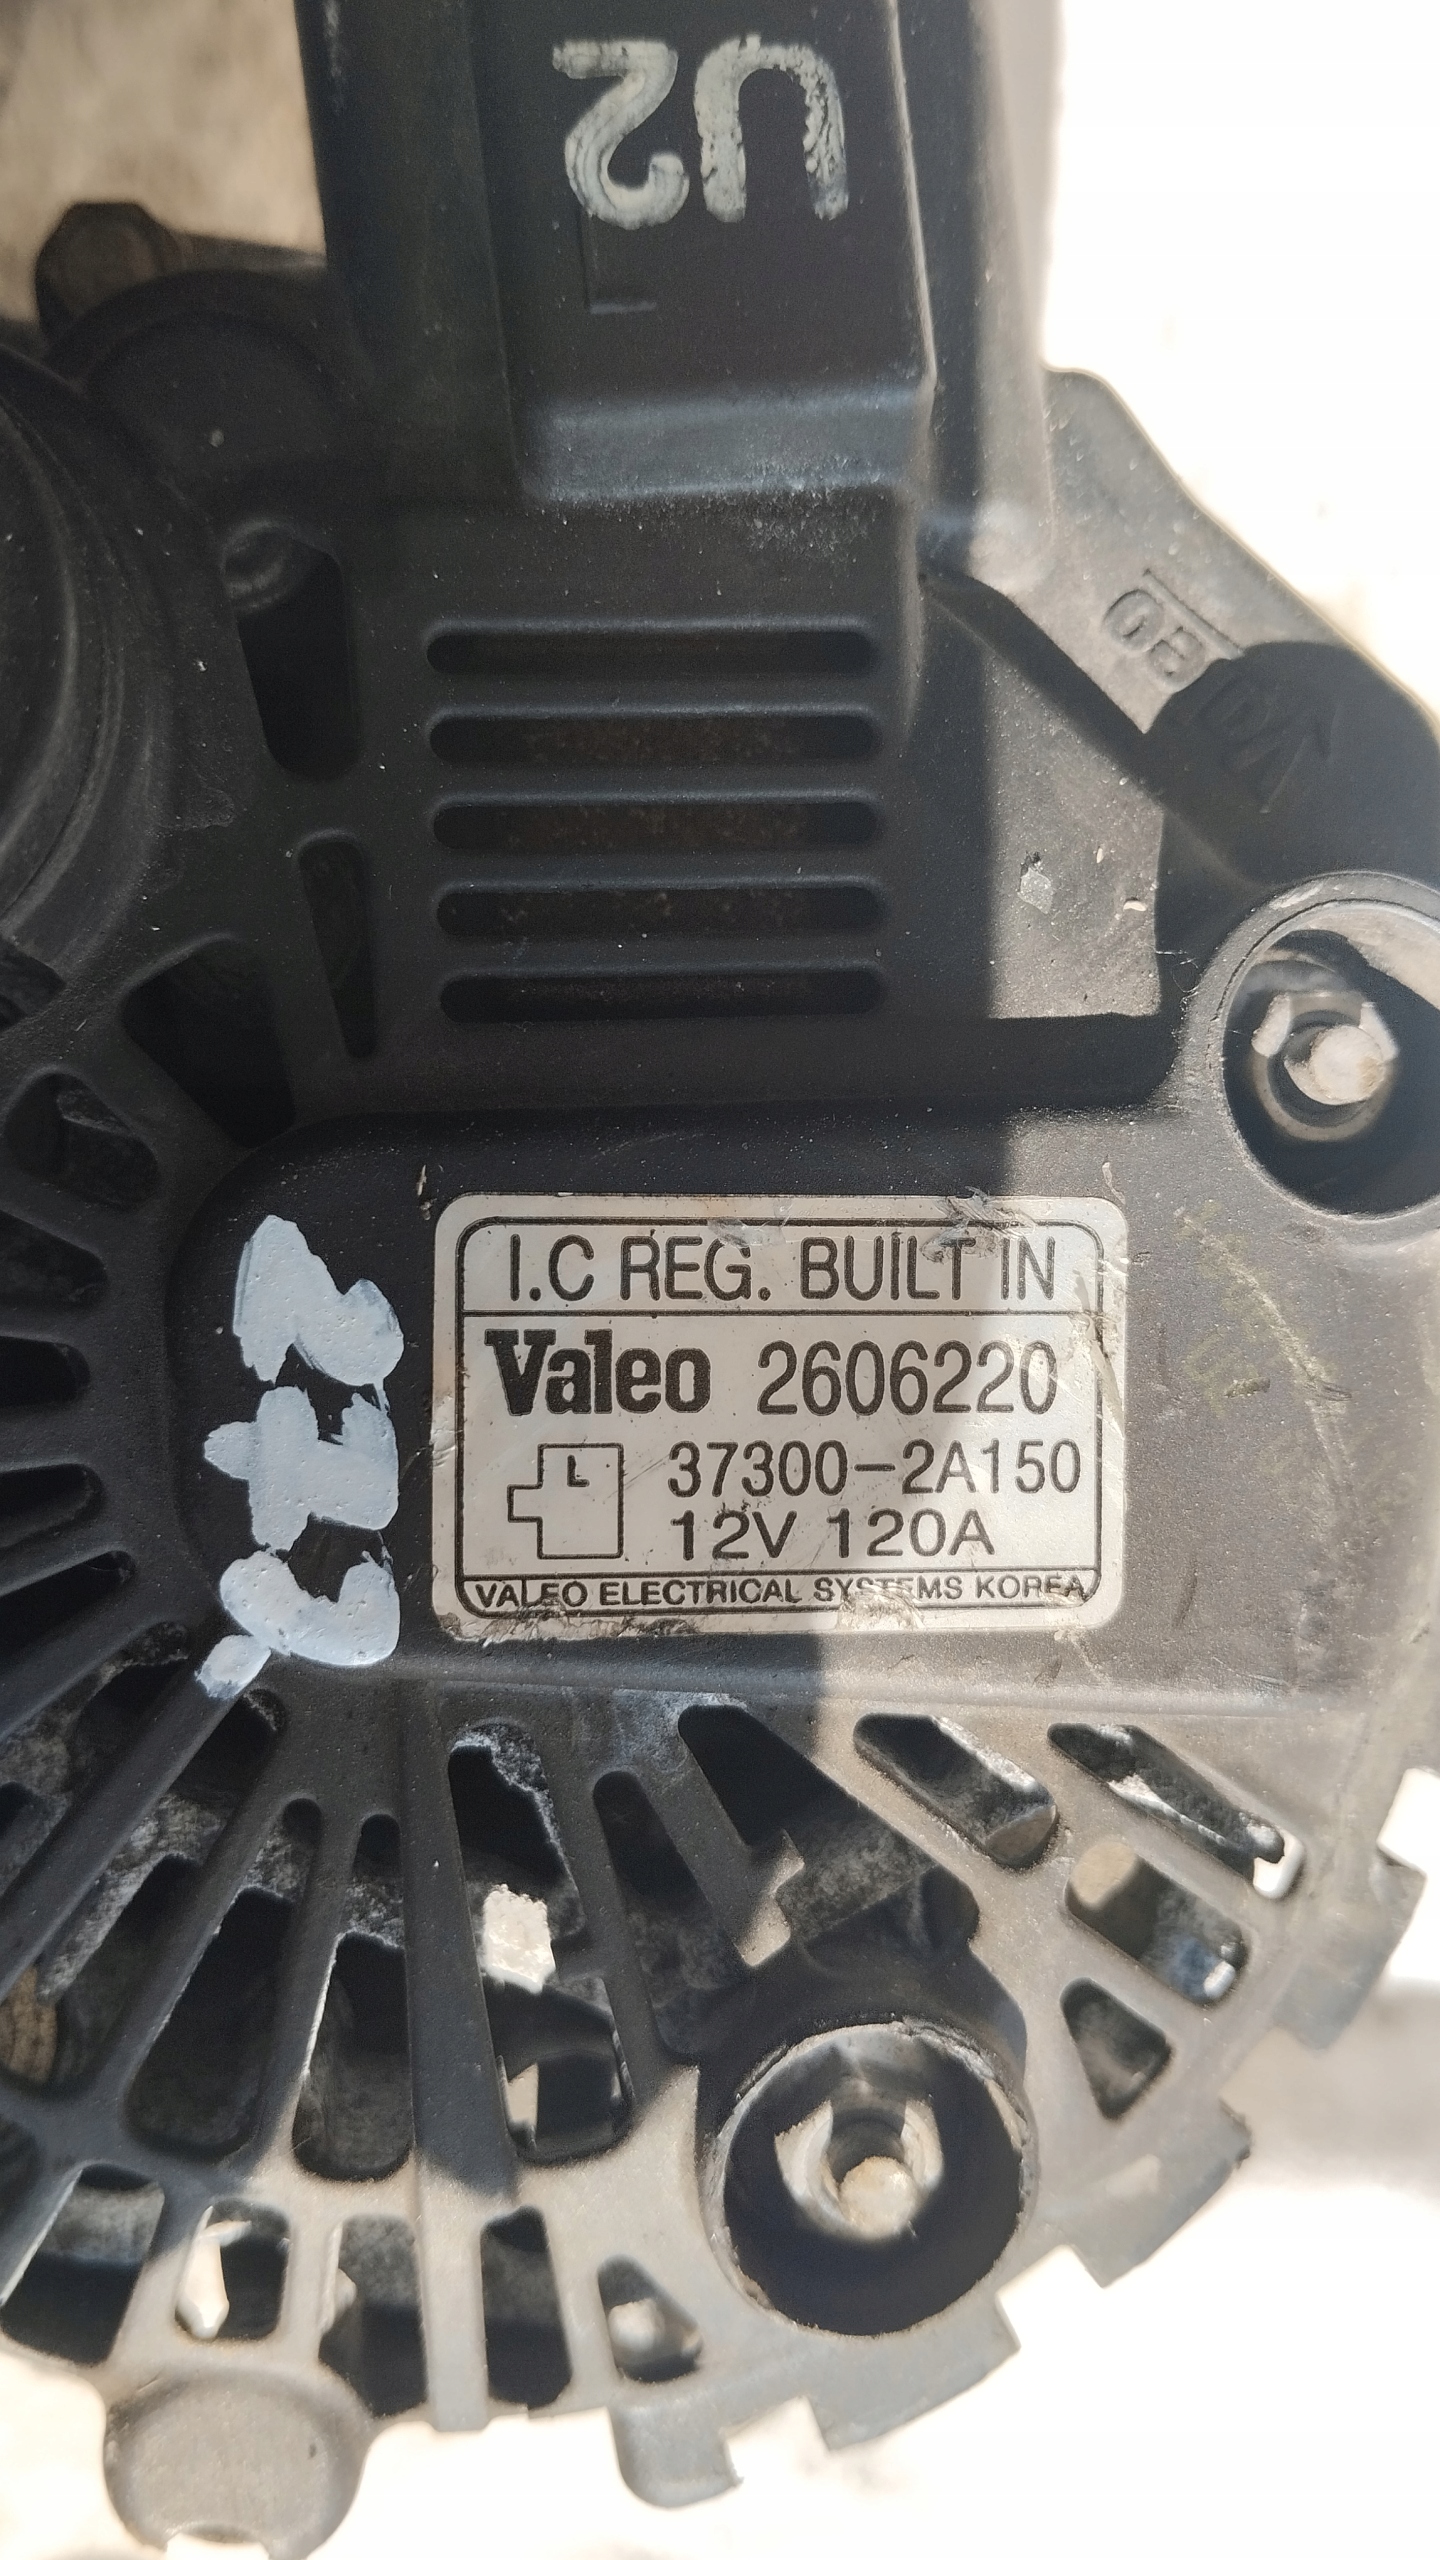 U2
I.C REG. BUILT IN
Valeo 2606220
L 37300-2A150
12V 120A
VALEO ELECTRICAL SYSTEMS KOREA